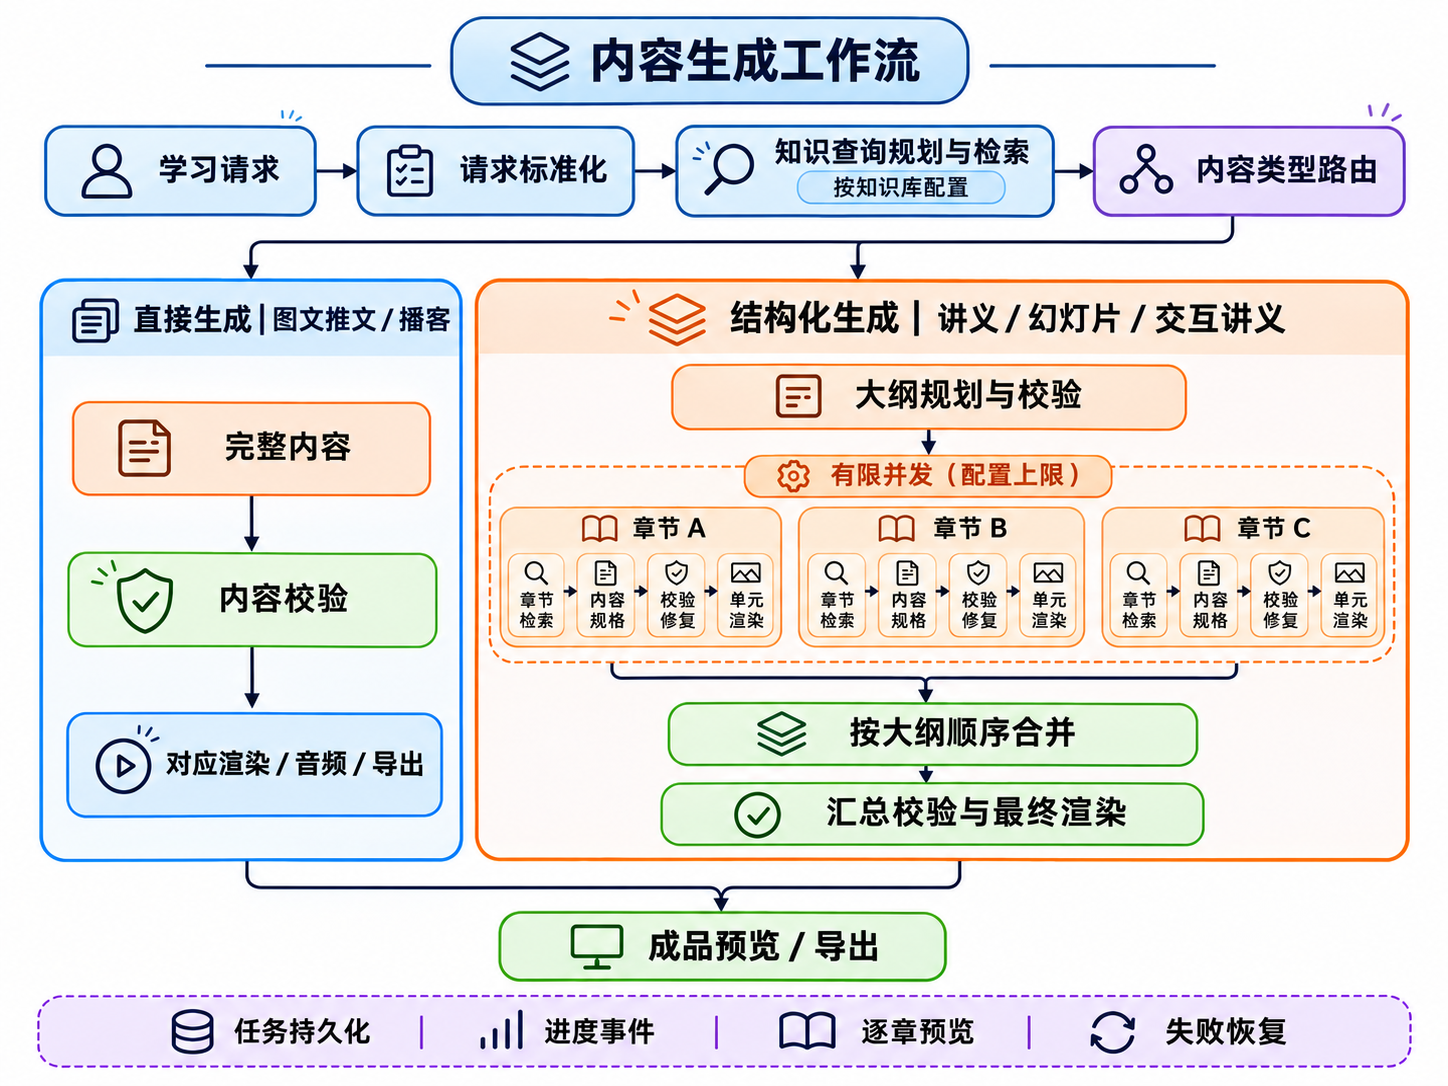 内容生成工作流
学习请求
请求标准化
知识查询规划与检索
按知识库配置
内容类型路由
直接生成 | 图文推文 / 播客
完整内容
内容校验
对应渲染 / 音频 / 导出
结构化生成 | 讲义 / 幻灯片 / 交互讲义
大纲规划与校验
有限并发（配置上限）
章节 A
章节
检索
内容
规格
校验
修复
单元
渲染
章节 B
章节
检索
内容
规格
校验
修复
单元
渲染
章节 C
章节
检索
内容
规格
校验
修复
单元
渲染
按大纲顺序合并
汇总校验与最终渲染
成品预览 / 导出
任务持久化
进度事件
逐章预览
失败恢复